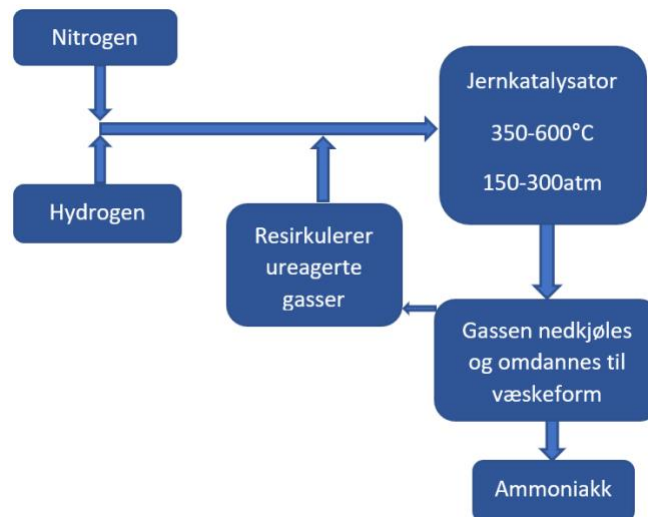 Nitrogen
Hydrogen
Jernkatalysator
350-600°C
150-300atm
Resirkulerer
ureagerte
gasser
Gassen nedkjøles
og omdannes til
væskeform
Ammoniakk